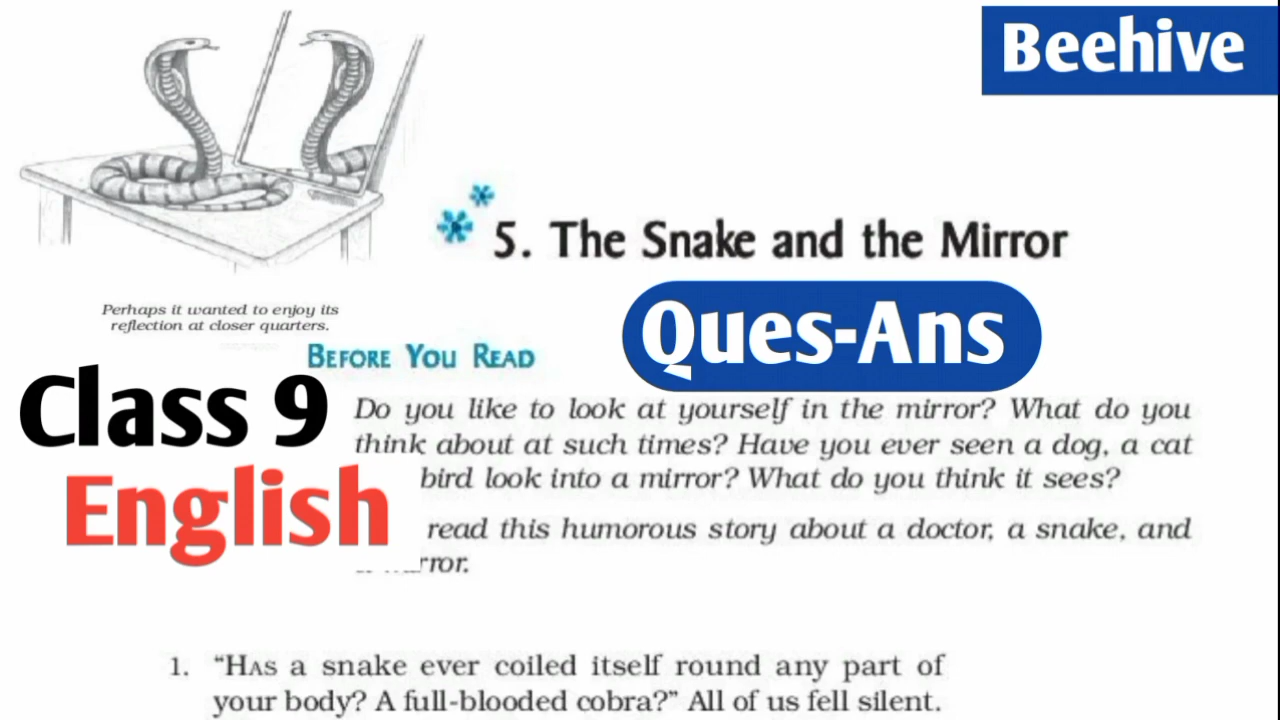 Beehive
5. The Snake and the Mirror
Ques-Ans
Perhaps it wanted to enjoy its
reflection at closer quarters.
BEFORE YOU READ
Class 9
English
Do you like to look at yourself in the mirror? What do you
think about at such times? Have you ever seen a dog, a cat
bird look into a mirror? What do you think it sees?
read this humorous story about a doctor, a snake, and
rror.
1. “HAS a snake ever coiled itself round any part of
your body? A full-blooded cobra?” All of us fell silent.